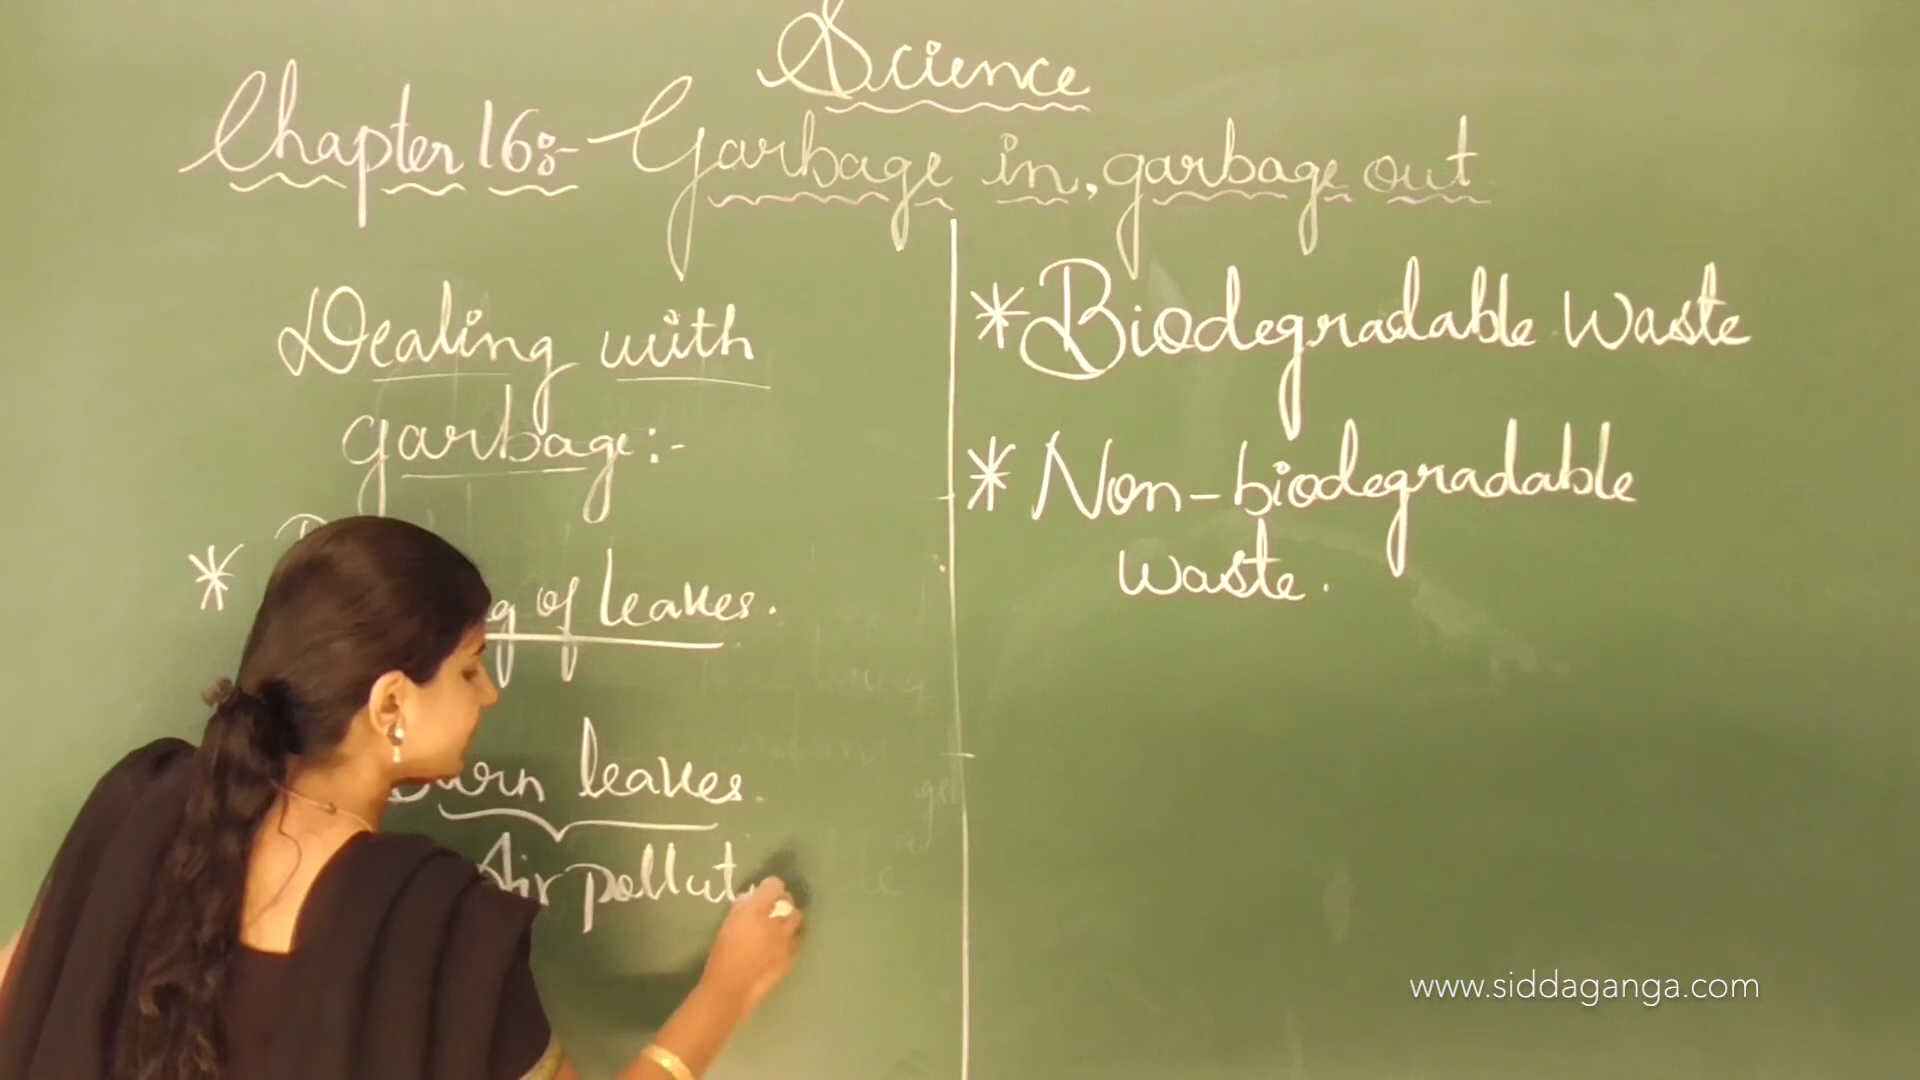 Science
Chapter 16:- Garbage in, garbage out
Dealing with
garbage:-
* of leaves.
leaves.
Air
* Biodegradable Waste
* Non-biodegradable
waste.
www.siddaganga.com